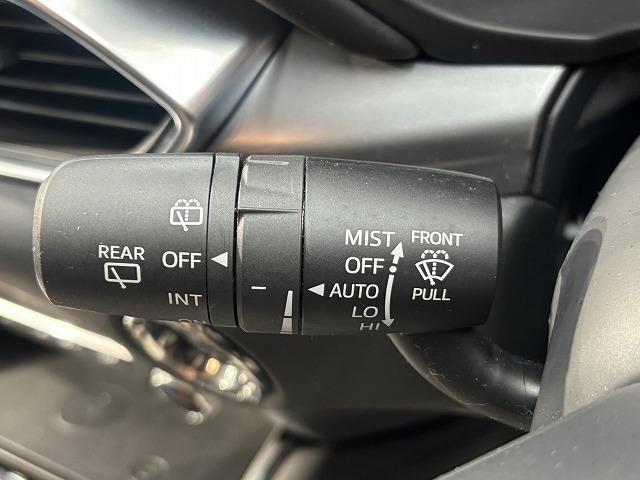 REAR
OFF
INT
MIST
OFF
AUTO
LO
HI
FRONT
PULL